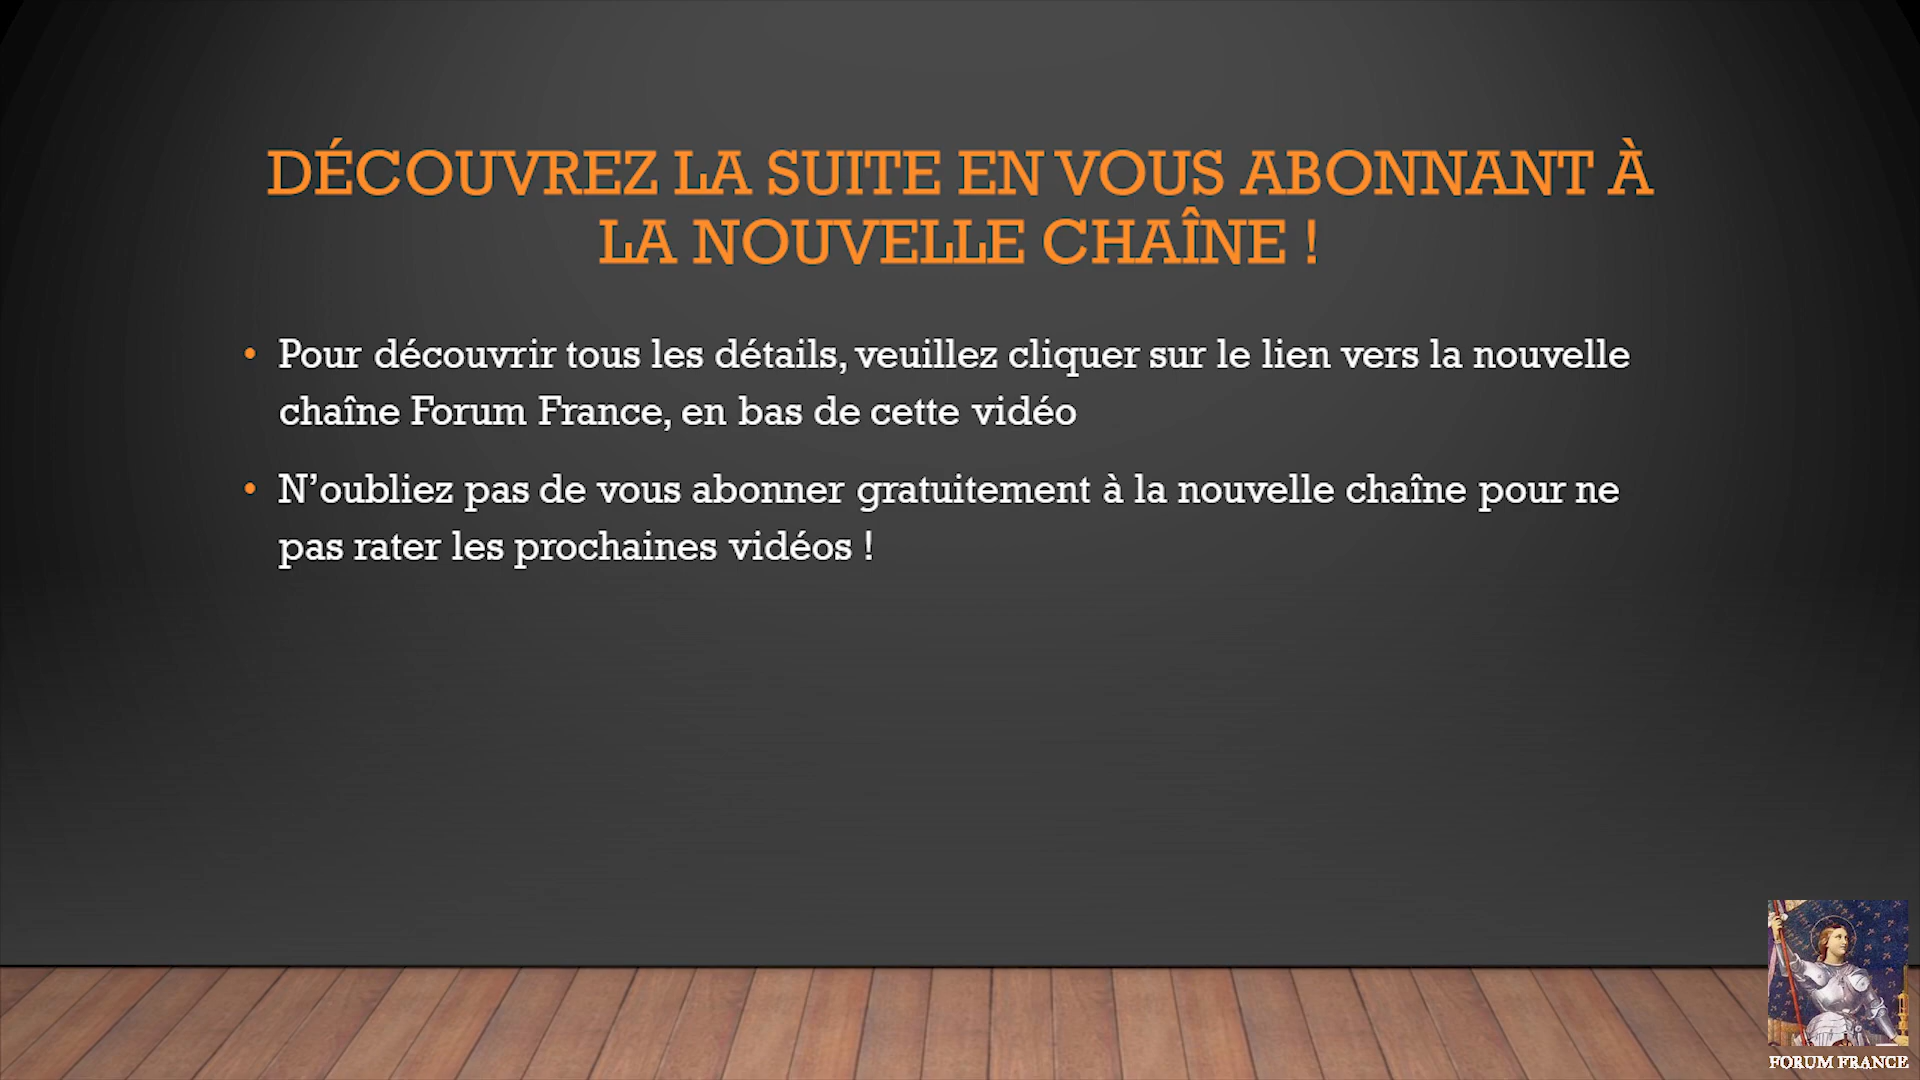 DÉCOUVREZ LA SUITE EN VOUS ABONNANT À
LA NOUVELLE CHAÎNE !
• Pour découvrir tous les détails, veuillez cliquer sur le lien vers la nouvelle
chaîne Forum France, en bas de cette vidéo
• N’oubliez pas de vous abonner gratuitement à la nouvelle chaîne pour ne
pas rater les prochaines vidéos !
FORUM FRANCE